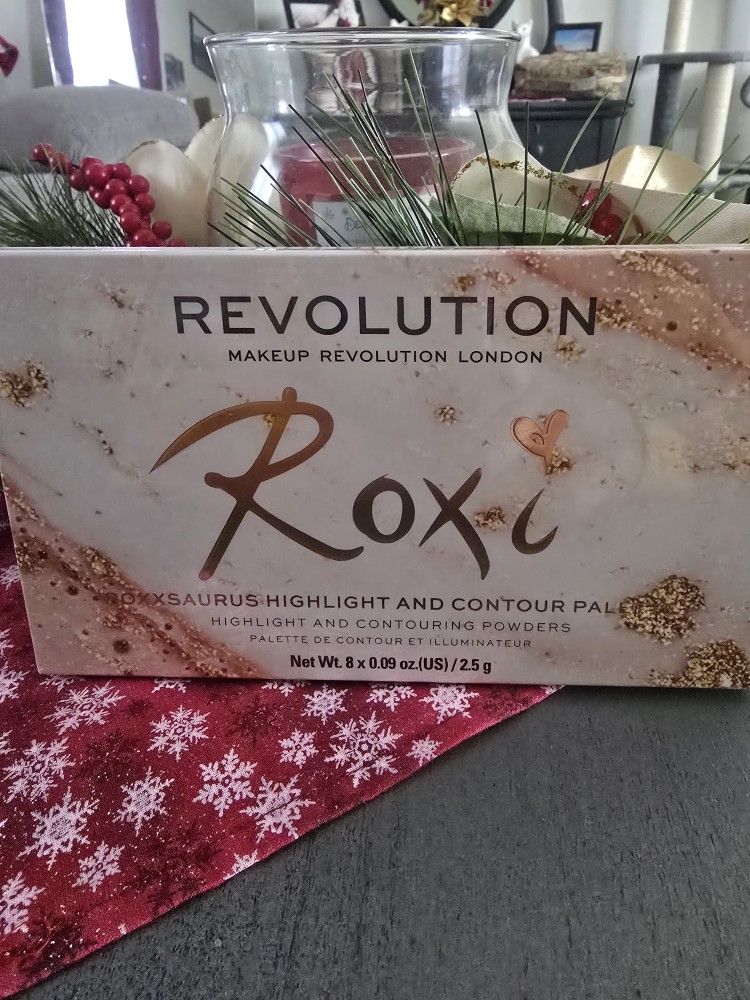 REVOLUTION
MAKEUP REVOLUTION LONDON
Roxi
ROXXSAURUS HIGHLIGHT AND CONTOUR PALETTE
HIGHLIGHT AND CONTOURING POWDERS
PALETTE DE CONTOUR ET ILLUMINATEUR
Net Wt. 8 x 0.09 oz.(US) / 2.5 g